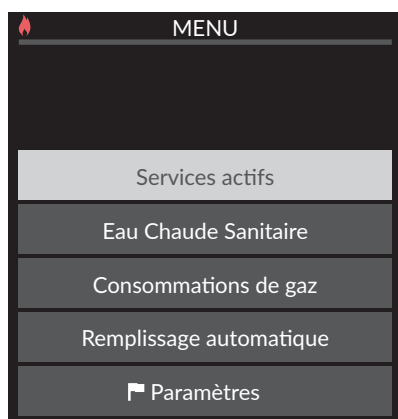 MENU
Services actifs
Eau Chaude Sanitaire
Consommations de gaz
Remplissage automatique
Paramètres